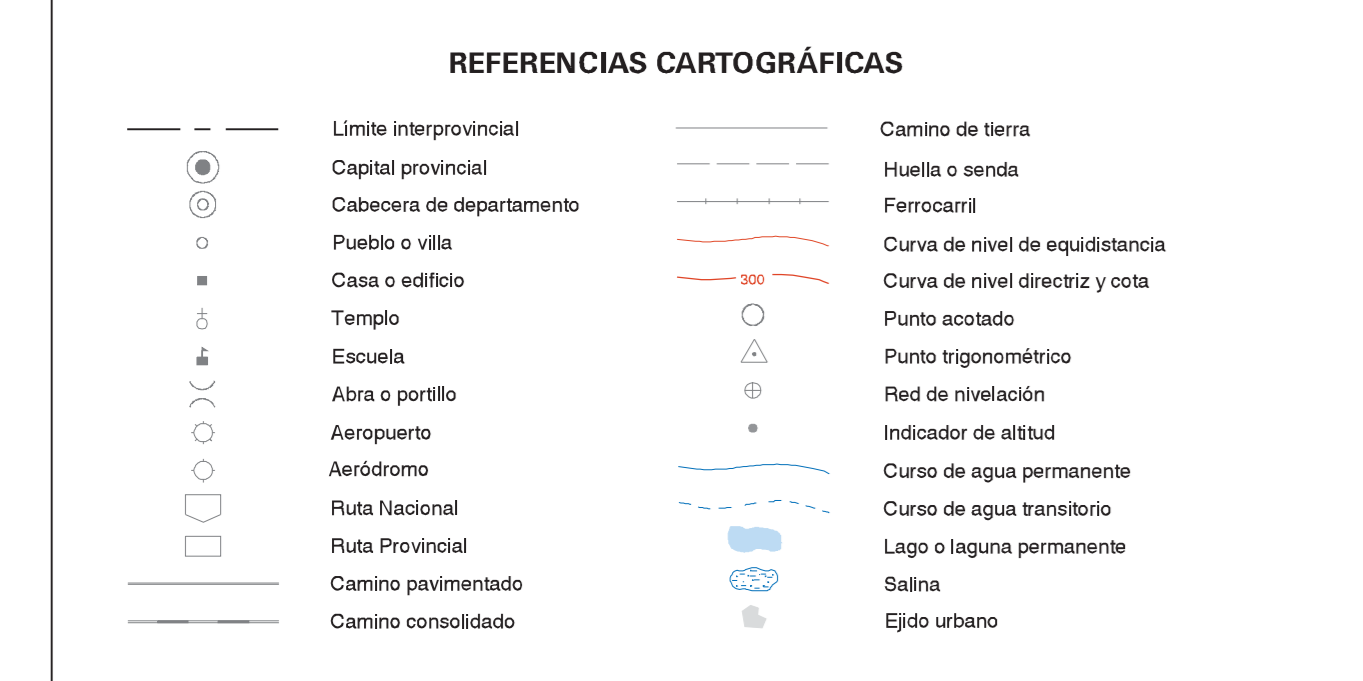 REFERENCIAS CARTOGRÁFICAS
Límite interprovincial
Capital provincial
Cabecera de departamento
Pueblo o villa
Casa o edificio
Templo
Escuela
Abra o portillo
Aeropuerto
Aeródromo
Ruta Nacional
Ruta Provincial
Camino pavimentado
Camino consolidado
Camino de tierra
Huella o senda
Ferrocarril
Curva de nivel de equidistancia
300
Curva de nivel directriz y cota
Punto acotado
Punto trigonométrico
Red de nivelación
Indicador de altitud
Curso de agua permanente
Curso de agua transitorio
Lago o laguna permanente
Salina
Ejido urbano